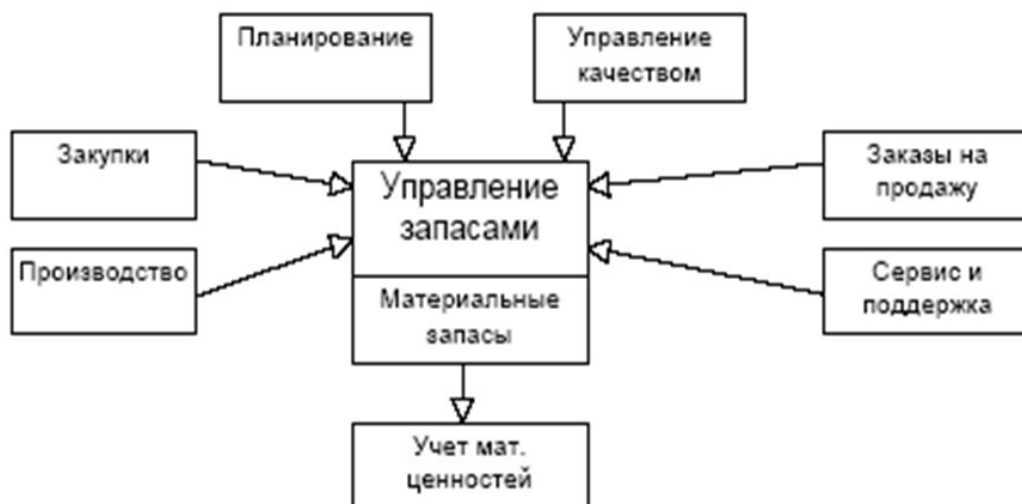 Планирование
Управление
качеством
Закупки
Управление
запасами
Заказы на
продажу
Производство
Материальные
запасы
Сервис и
поддержка
Учет мат.
ценностей